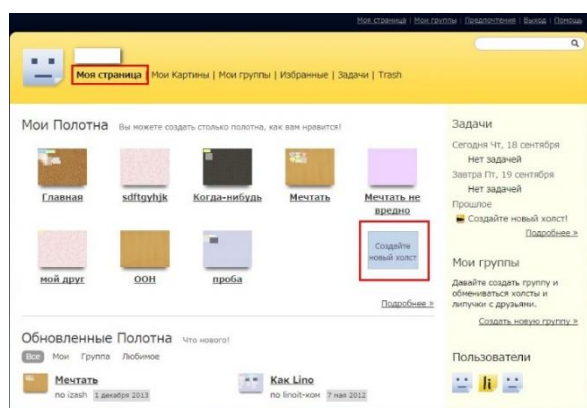 Моя страница | Мои группы | Предпочтения | Выход | Помощь
Моя страница | Мои Картины | Мои группы | Избранные | Задачи | Trash
Мои Полотна Вы можете создать столько полотна, как вам нравится!
Главная
sdftgyhjk
Когда-нибудь
Мечтать
Мечтать не вредно
мой друг
ООН
проба
Создайте
новый холст
Подробнее »
Обновленные Полотна Что нового!
Все Мои Группа Любимое
Мечтать
по izash 1 декабря 2013
Как Lino
по linoit-ком 7 мая 2012
Задачи
Сегодня Чт, 18 сентября
Нет задачей
Завтра Пт, 19 сентября
Нет задачей
Прошлое
Создайте новый холст!
Подробнее »
Мои группы
Давайте создать группу и
обмениваться холсты и
липучки с друзьями.
Создать новую группу »
Пользователи
li